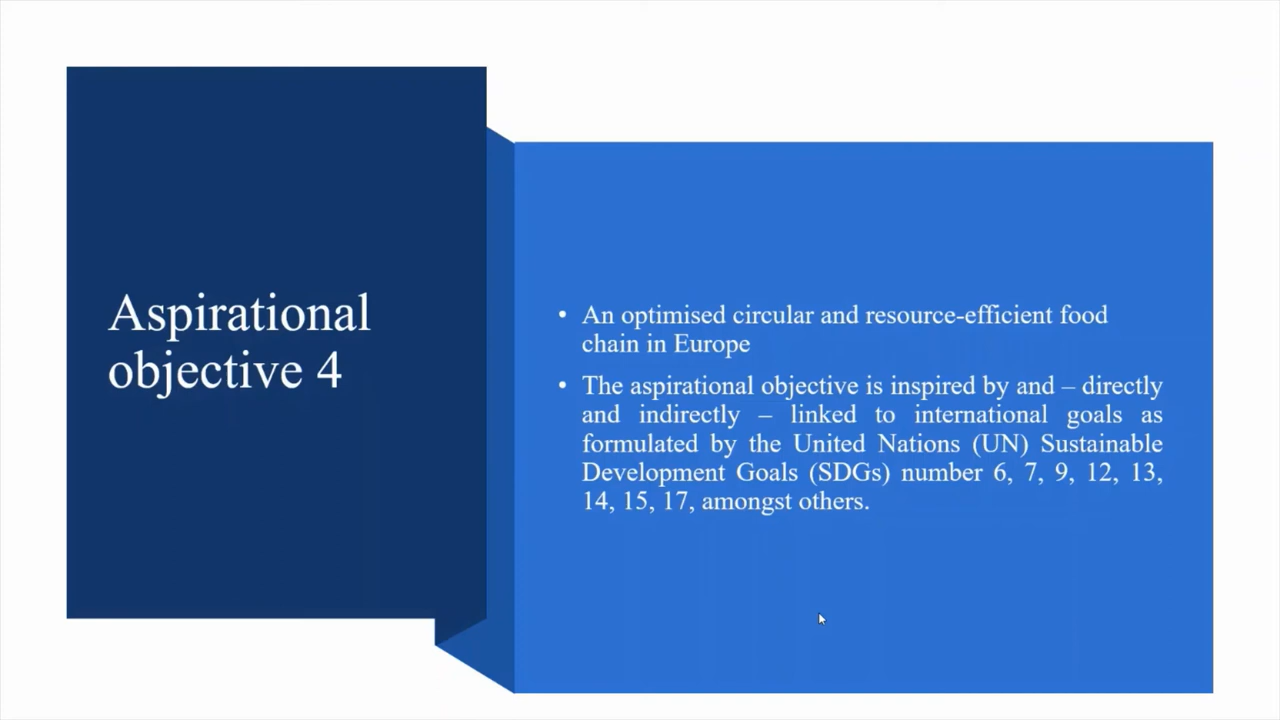 Aspirational
objective 4
• An optimised circular and resource-efficient food
chain in Europe
• The aspirational objective is inspired by and – directly
and indirectly – linked to international goals as
formulated by the United Nations (UN) Sustainable
Development Goals (SDGs) number 6, 7, 9, 12, 13,
14, 15, 17, amongst others.